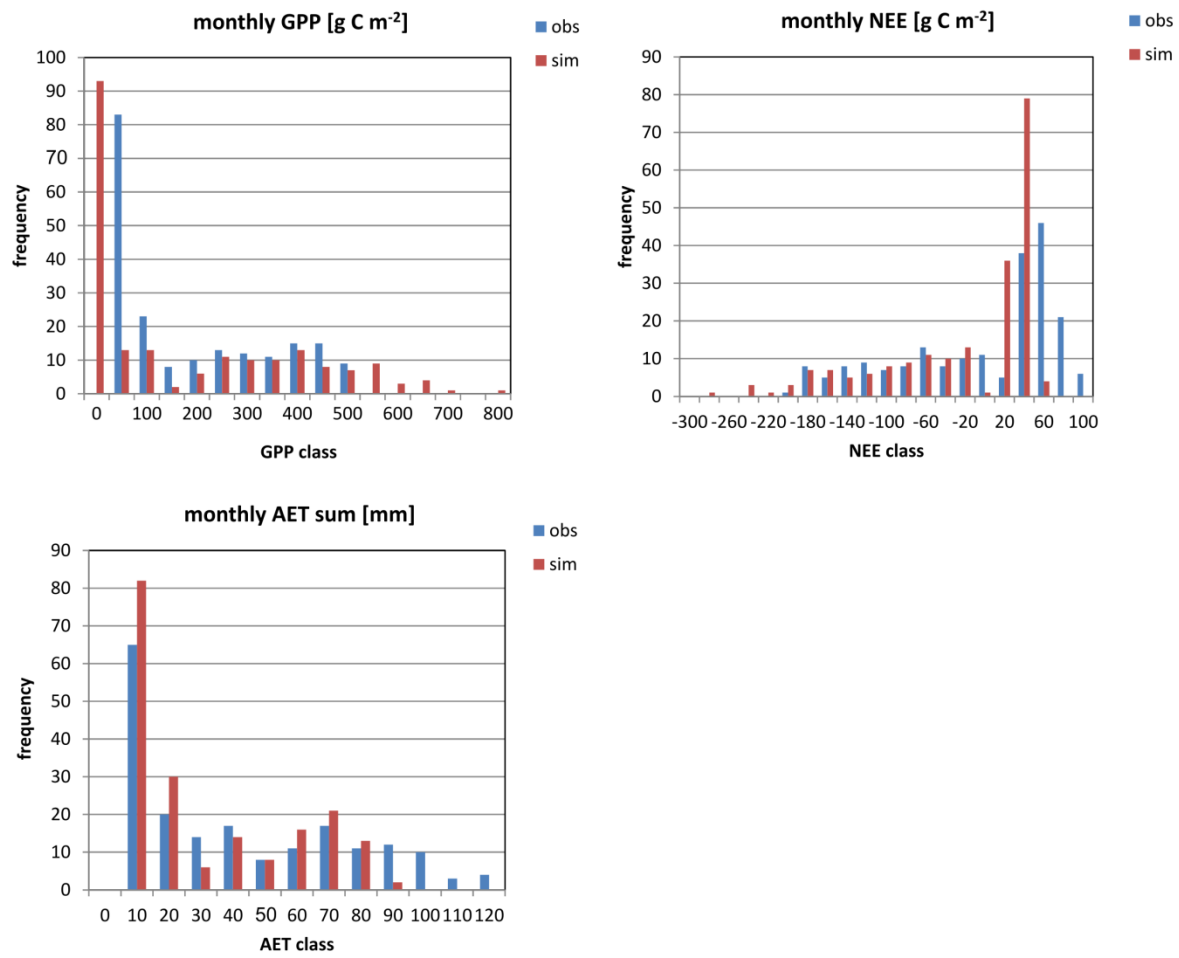 monthly GPP [g C m⁻²]
obs
sim
100
90
80
70
60
50
40
30
20
10
0
frequency
0 100 200 300 400 500 600 700 800
GPP class
monthly NEE [g C m⁻²]
obs
sim
90
80
70
60
50
40
30
20
10
0
frequency
-300 -260 -220 -180 -140 -100 -60 -20 20 60 100
NEE class
monthly AET sum [mm]
obs
sim
90
80
70
60
50
40
30
20
10
0
frequency
0 10 20 30 40 50 60 70 80 90 100 110 120
AET class